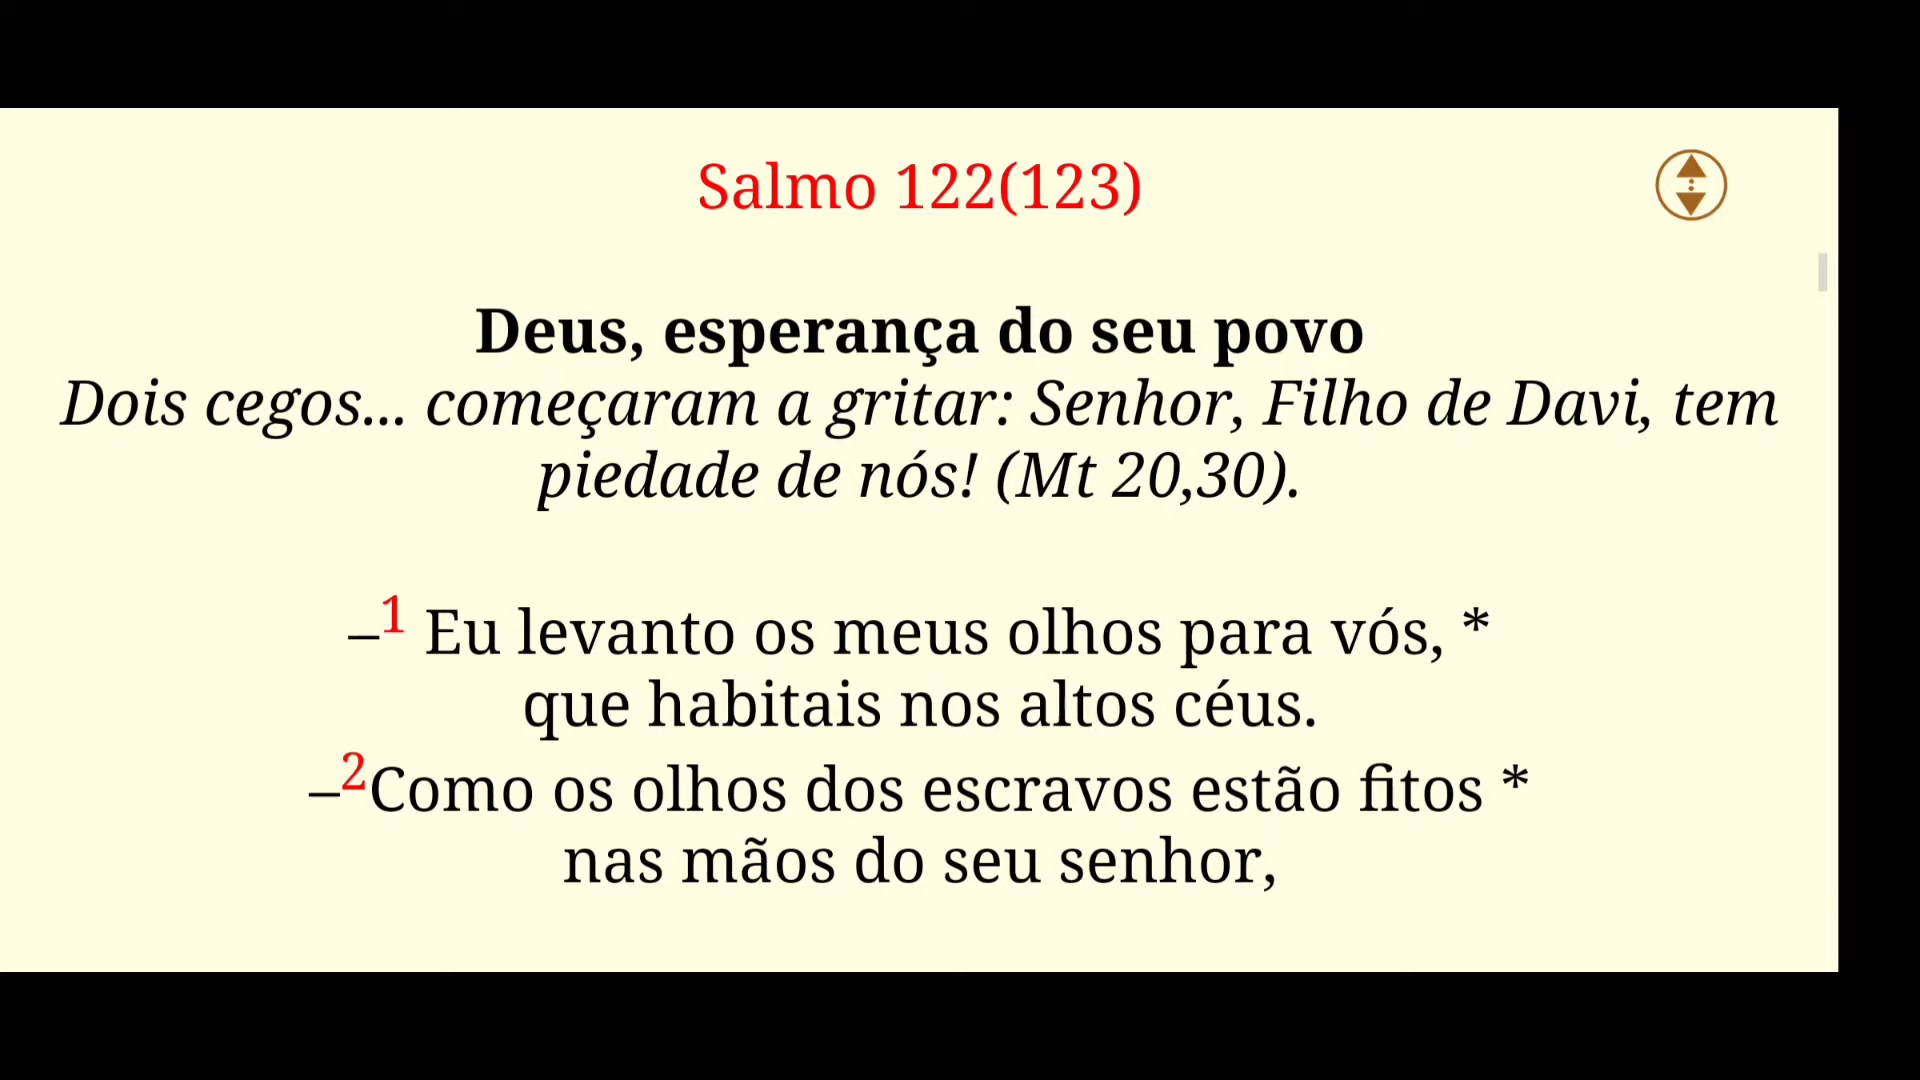 Salmo 122(123)
Deus, esperança do seu povo
Dois cegos... começaram a gritar: Senhor, Filho de Davi, tem
piedade de nós! (Mt 20,30).
–1 Eu levanto os meus olhos para vós, *
que habitais nos altos céus.
–2Como os olhos dos escravos estão fitos *
nas mãos do seu senhor,